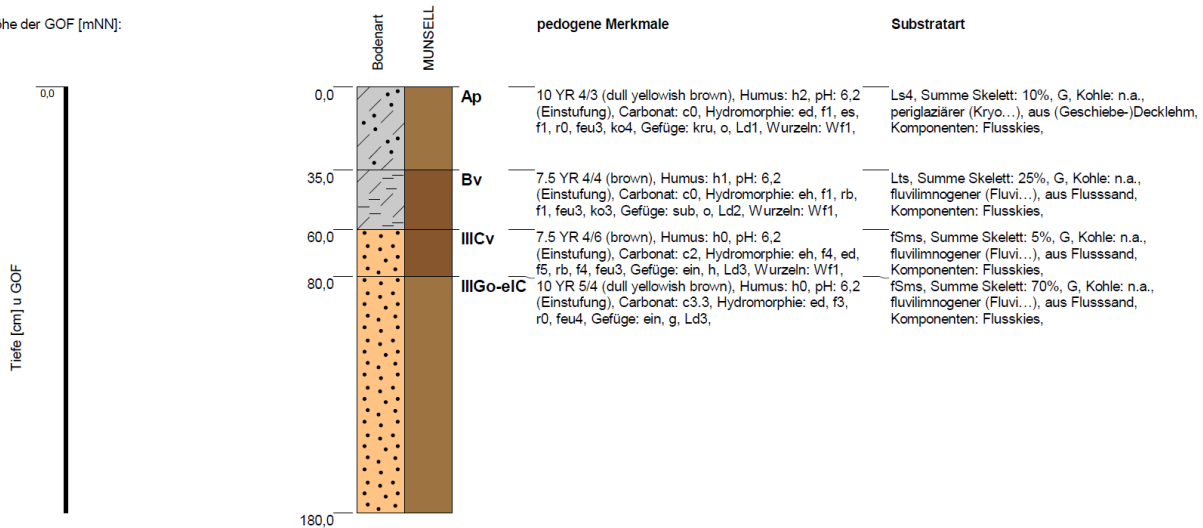 öhe der GOF [mNN]:
Bodenart
MUNSELL
pedogene Merkmale
Substratart
Tiefe [cm] u GOF
0,0
0,0
Ap
10 YR 4/3 (dull yellowish brown), Humus: h2, pH: 6,2
(Einstufung), Carbonat: c0, Hydromorphie: ed, f1, es,
f1, r0, feu3, ko4, Gefüge: kru, o, Ld1, Wurzeln: Wf1,
Ls4, Summe Skelett: 10%, G, Kohle: n.a.,
periglaziärer (Kryo…), aus (Geschiebe-)Decklehm,
Komponenten: Flusskies,
35,0
Bv
7.5 YR 4/4 (brown), Humus: h1, pH: 6,2
(Einstufung), Carbonat: c0, Hydromorphie: eh, f1, rb,
f1, feu3, ko3, Gefüge: sub, o, Ld2, Wurzeln: Wf1,
Lts, Summe Skelett: 25%, G, Kohle: n.a.,
fluvilimnogener (Fluvi…), aus Flusssand,
Komponenten: Flusskies,
60,0
IIICv
7.5 YR 4/6 (brown), Humus: h0, pH: 6,2
(Einstufung), Carbonat: c2, Hydromorphie: eh, f4, ed,
f5, rb, f4, feu3, Gefüge: ein, h, Ld3, Wurzeln: Wf1,
fSms, Summe Skelett: 5%, G, Kohle: n.a.,
fluvilimnogener (Fluvi…), aus Flusssand,
Komponenten: Flusskies,
80,0
IIIGo-elC
10 YR 5/4 (dull yellowish brown), Humus: h0, pH: 6,2
(Einstufung), Carbonat: c3.3, Hydromorphie: ed, f3,
r0, feu4, Gefüge: ein, g, Ld3,
fSms, Summe Skelett: 70%, G, Kohle: n.a.,
fluvilimnogener (Fluvi…), aus Flusssand,
Komponenten: Flusskies,
180,0